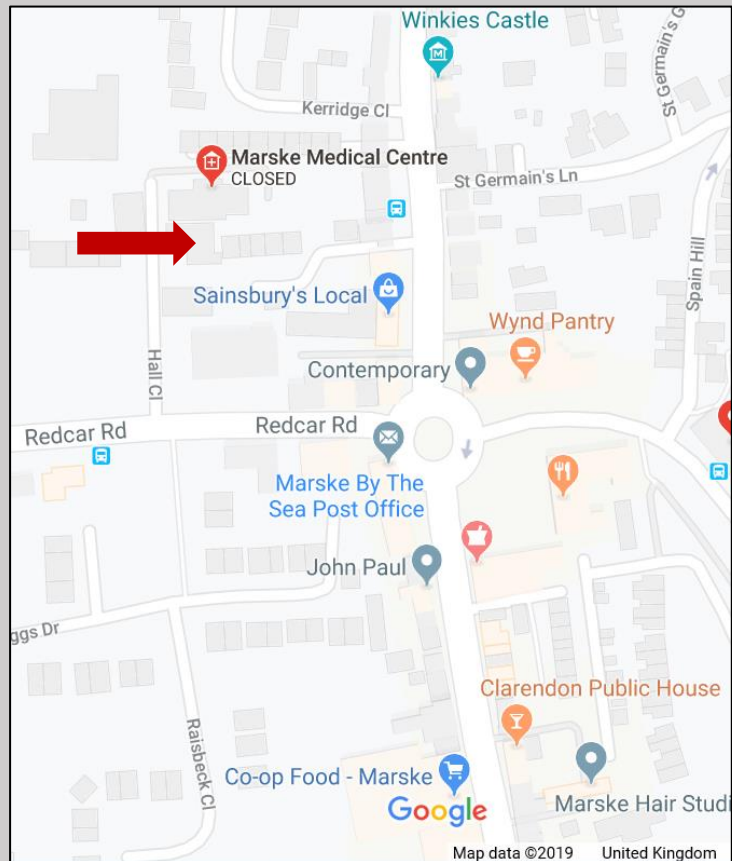 Winkies Castle
St Germain's G
Kerridge Cl
Marske Medical Centre
CLOSED
St Germain's Ln
Spain Hill
Sainsbury's Local
Wynd Pantry
Contemporary
Hall Cl
Redcar Rd
Redcar Rd
Marske By The
Sea Post Office
John Paul
ggs Dr
Clarendon Public House
Raisbeck Cl
Co-op Food - Marske
Google
Marske Hair Studi
Map data ©2019 United Kingdom